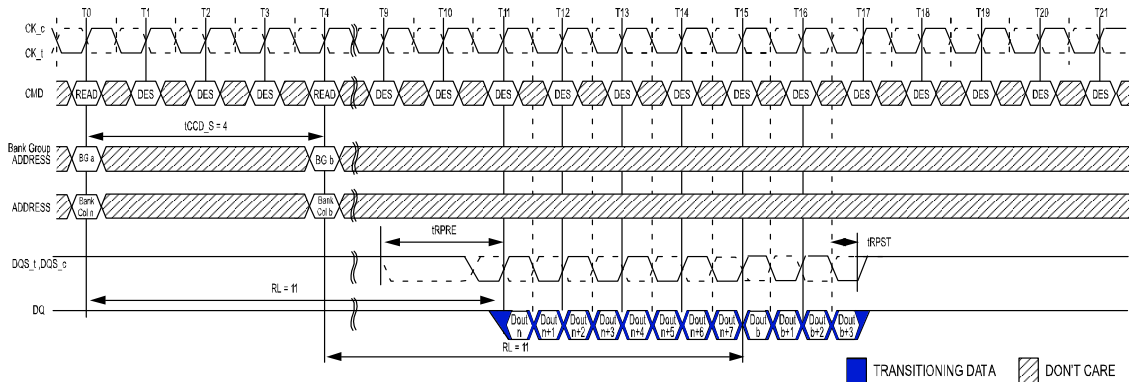 T0 T1 T2 T3 T4 T9 T10 T11 T12 T13 T14 T15 T16 T17 T18 T19 T20 T21
CK_c
CK_t
CMD READ DES DES DES READ DES DES DES DES DES DES DES DES DES DES DES DES DES
tCCD_S = 4
Bank Group
ADDRESS BG a BG b
ADDRESS Bank Col n Bank Col b
tRPRE tRPST
DQS_t ,DQS_c
RL = 11
DQ Dout n Dout n+1 Dout n+2 Dout n+3 Dout n+4 Dout n+5 Dout n+6 Dout n+7 Dout b Dout b+1 Dout b+2 Dout b+3
RL = 11
TRANSITIONING DATA DON'T CARE